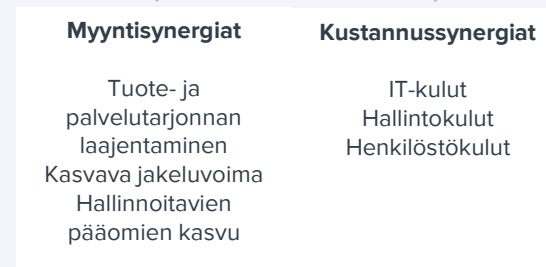 Myyntisynergiat
Tuote- ja
palvelutarjonnan
laajentaminen
Kasvava jakeluvoima
Hallinnoitavien
pääomien kasvu
Kustannussynergiat
IT-kulut
Hallintokulut
Henkilöstökulut